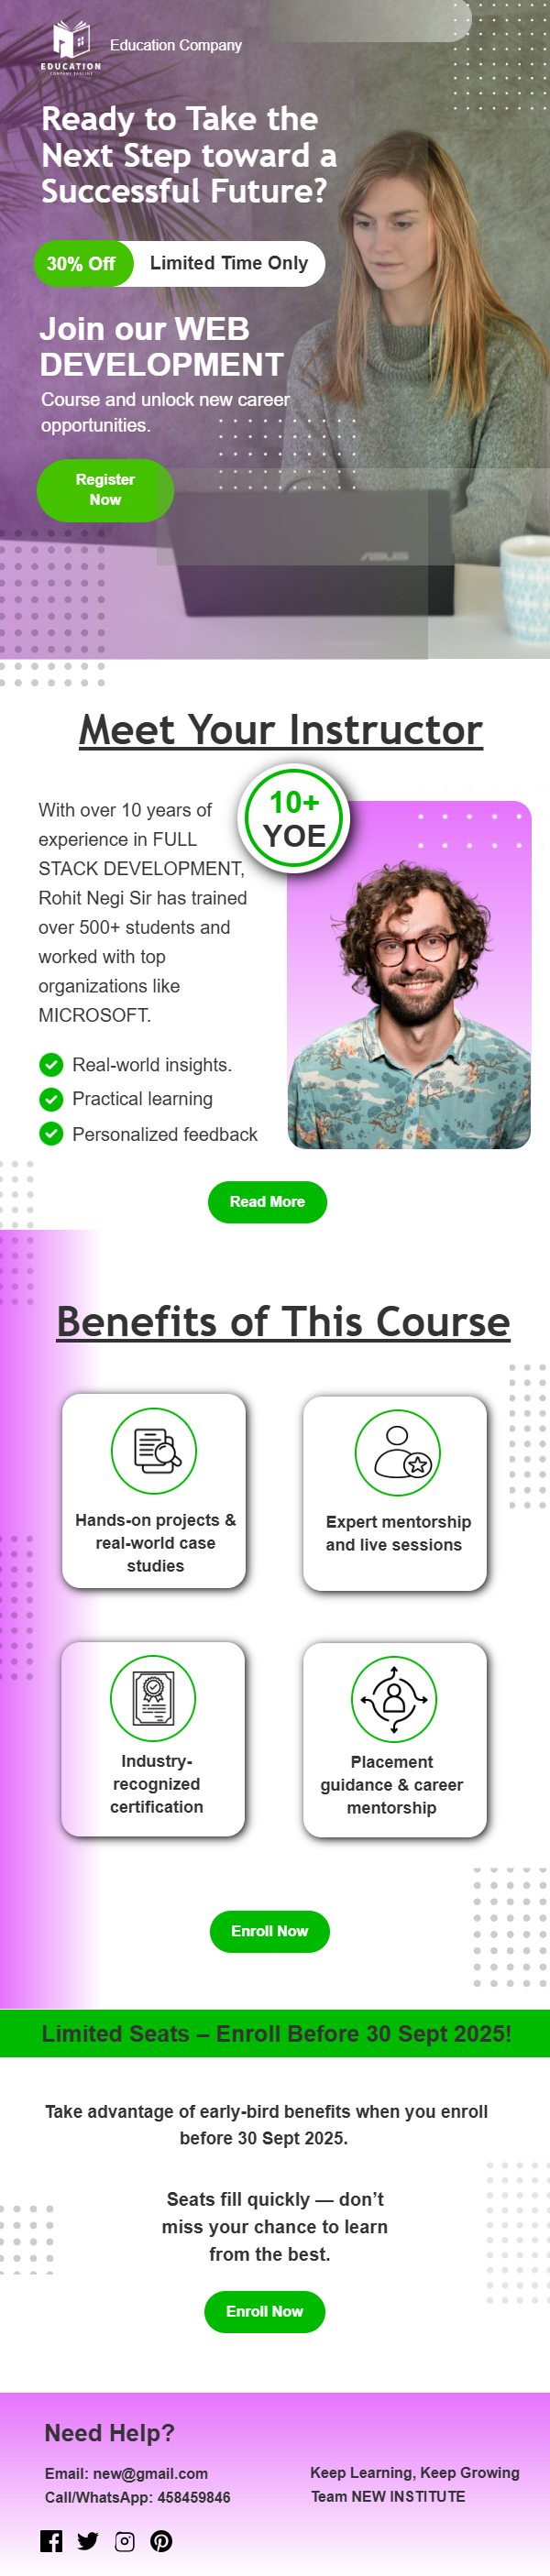 EDUCATION
Education Company
Ready to Take the
Next Step toward a
Successful Future?
30% Off
Limited Time Only
Join our WEB
DEVELOPMENT
Course and unlock new career
opportunities.
Register
Now
ASUS
Meet Your Instructor
10+
YOE
With over 10 years of
experience in FULL
STACK DEVELOPMENT,
Rohit Negi Sir has trained
over 500+ students and
worked with top
organizations like
MICROSOFT.
Real-world insights.
Practical learning
Personalized feedback
Read More
Benefits of This Course
Hands-on projects &
real-world case
studies
Expert mentorship
and live sessions
Industry-
recognized
certification
Placement
guidance & career
mentorship
Enroll Now
Limited Seats – Enroll Before 30 Sept 2025!
Take advantage of early-bird benefits when you enroll
before 30 Sept 2025.
Seats fill quickly — don’t
miss your chance to learn
from the best.
Enroll Now
Need Help?
Email: new@gmail.com
Call/WhatsApp: 458459846
Keep Learning, Keep Growing
Team NEW INSTITUTE